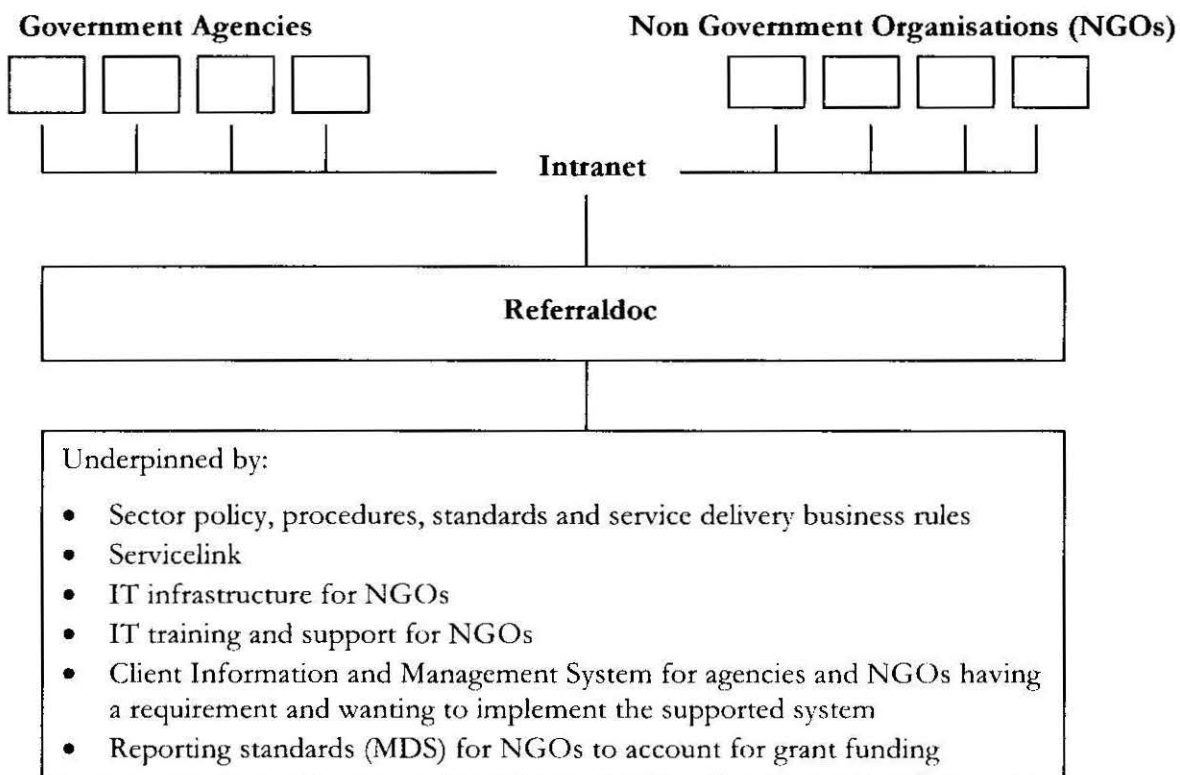 Government Agencies
Non Government Organisations (NGOs)
Intranet
Referraldoc
Underpinned by:
• Sector policy, procedures, standards and service delivery business rules
• Servicelink
• IT infrastructure for NGOs
• IT training and support for NGOs
• Client Information and Management System for agencies and NGOs having
a requirement and wanting to implement the supported system
• Reporting standards (MDS) for NGOs to account for grant funding